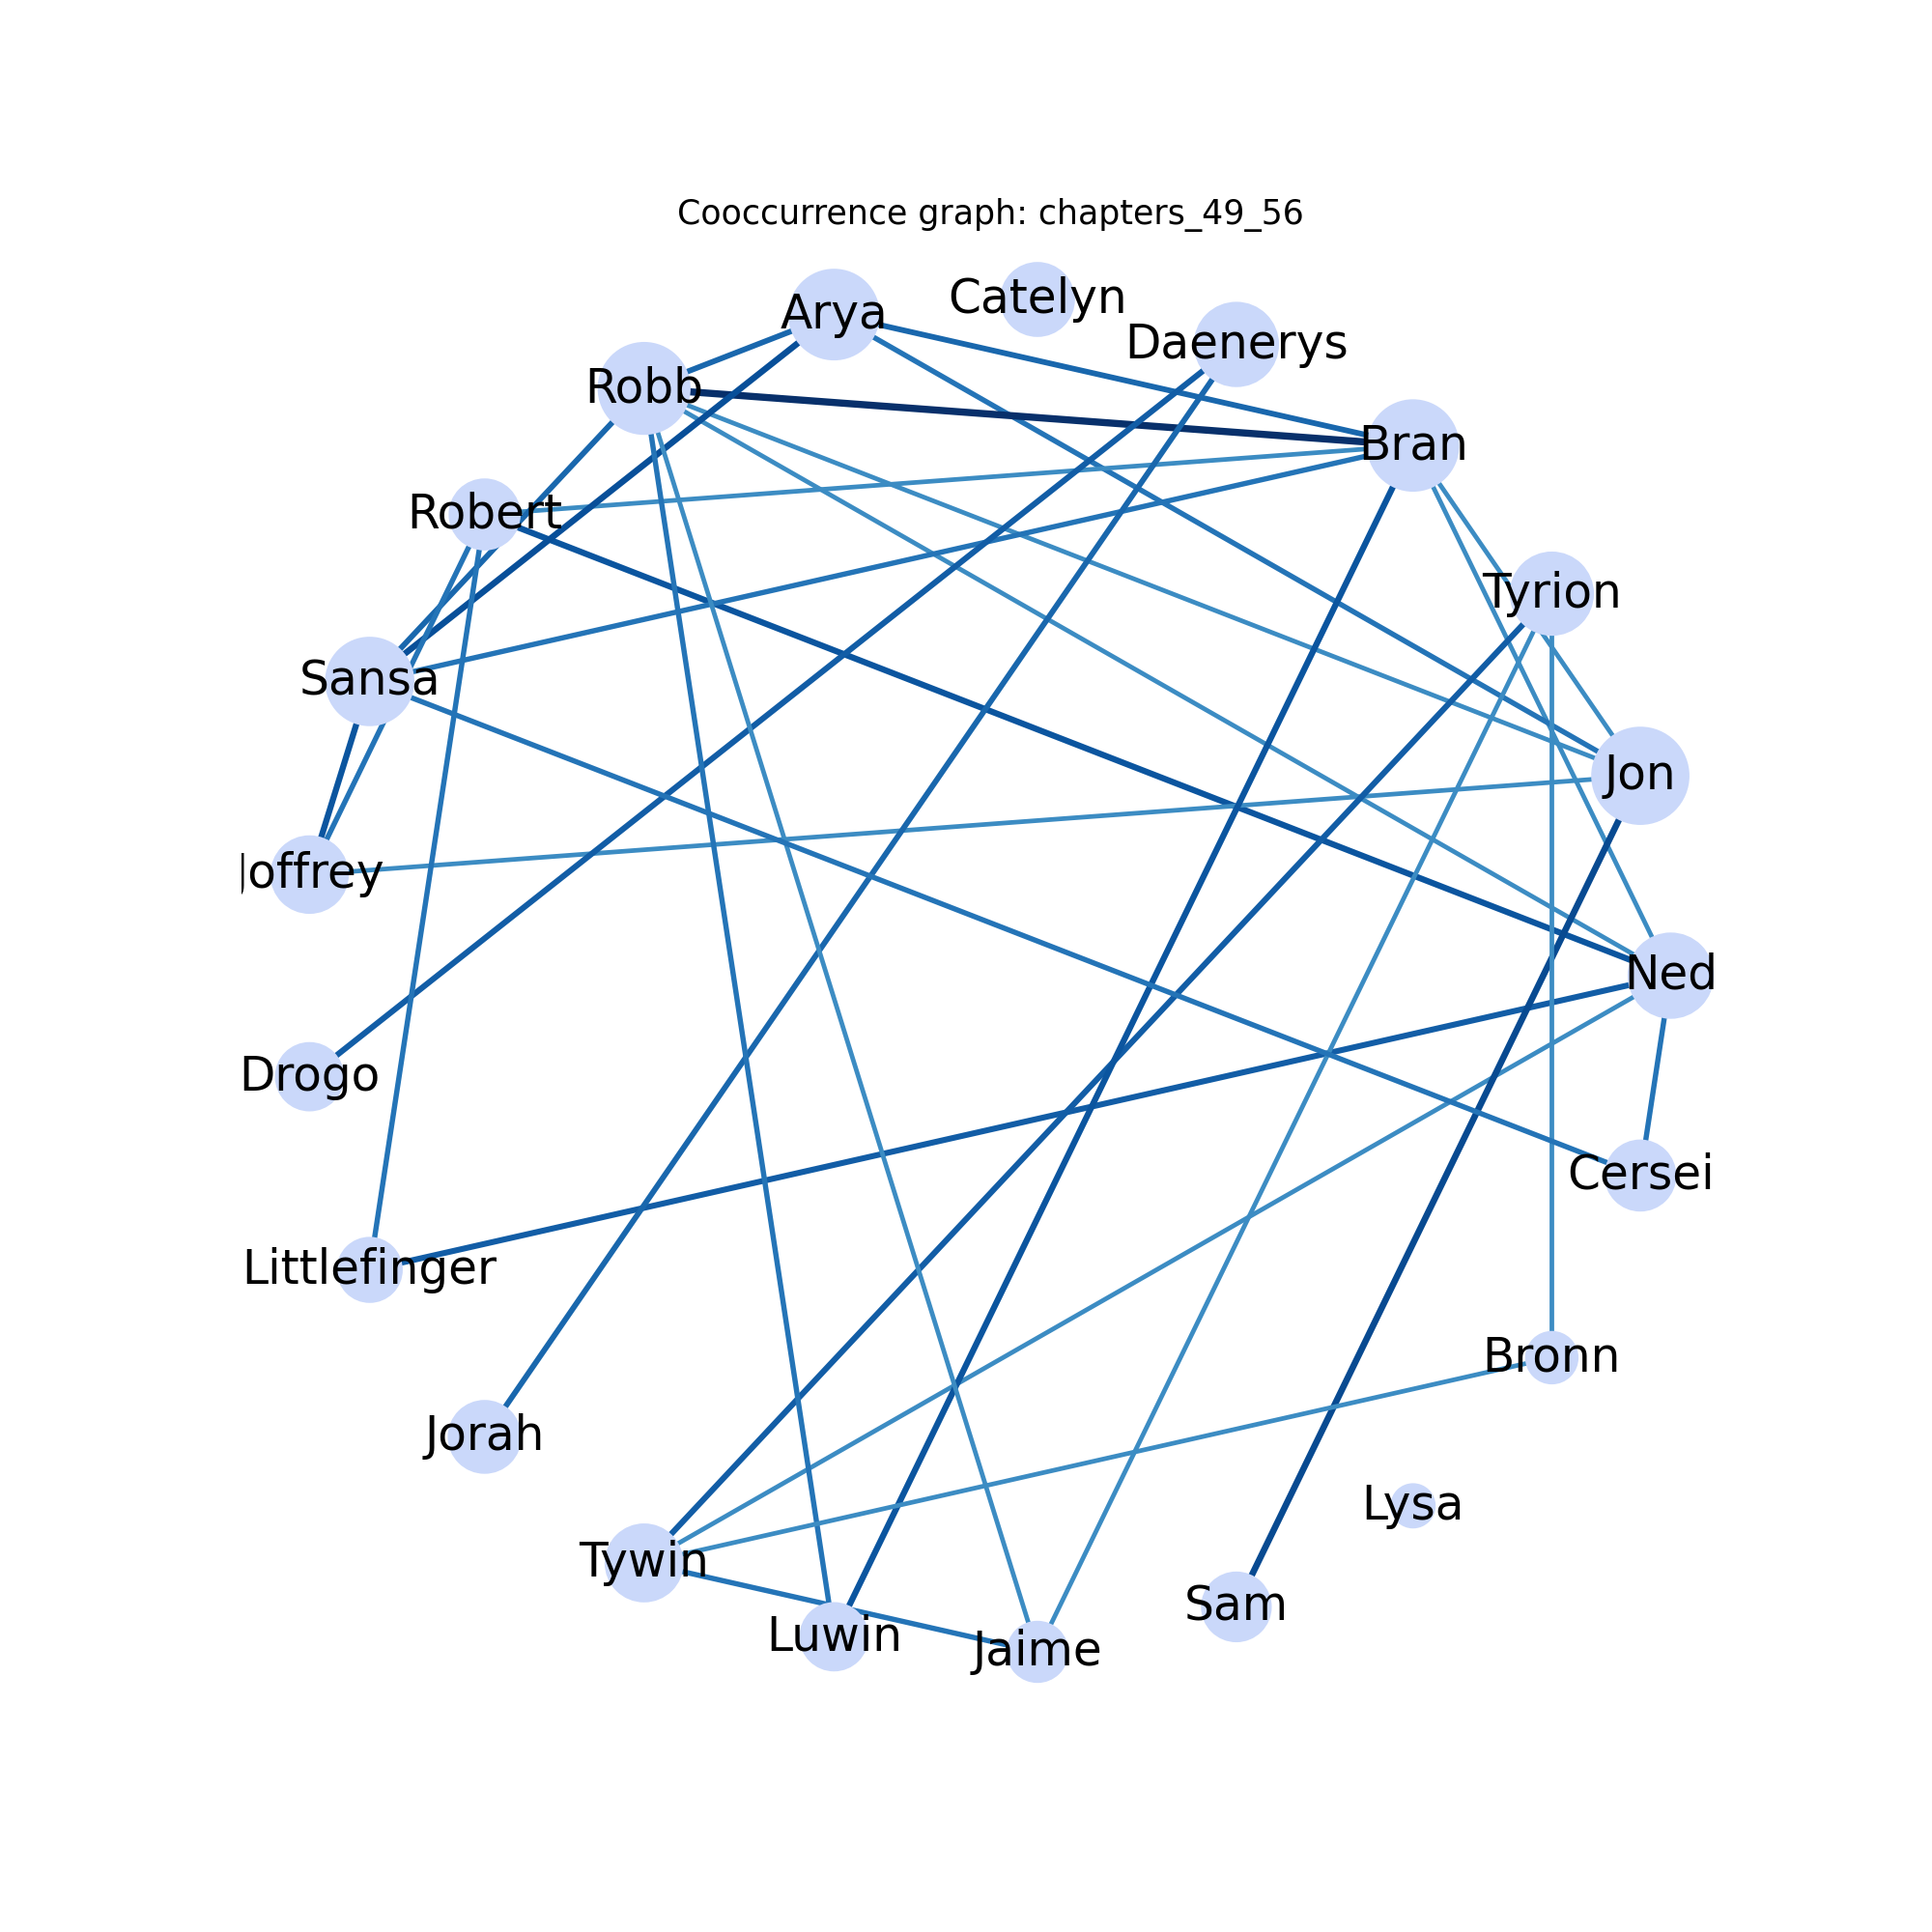 Cooccurrence graph: chapters_49_56
Catelyn
Arya
Daenerys
Robb
Bran
Robert
Tyrion
Sansa
Jon
Joffrey
Ned
Drogo
Cersei
Littlefinger
Bronn
Jorah
Lysa
Tywin
Sam
Luwin
Jaime